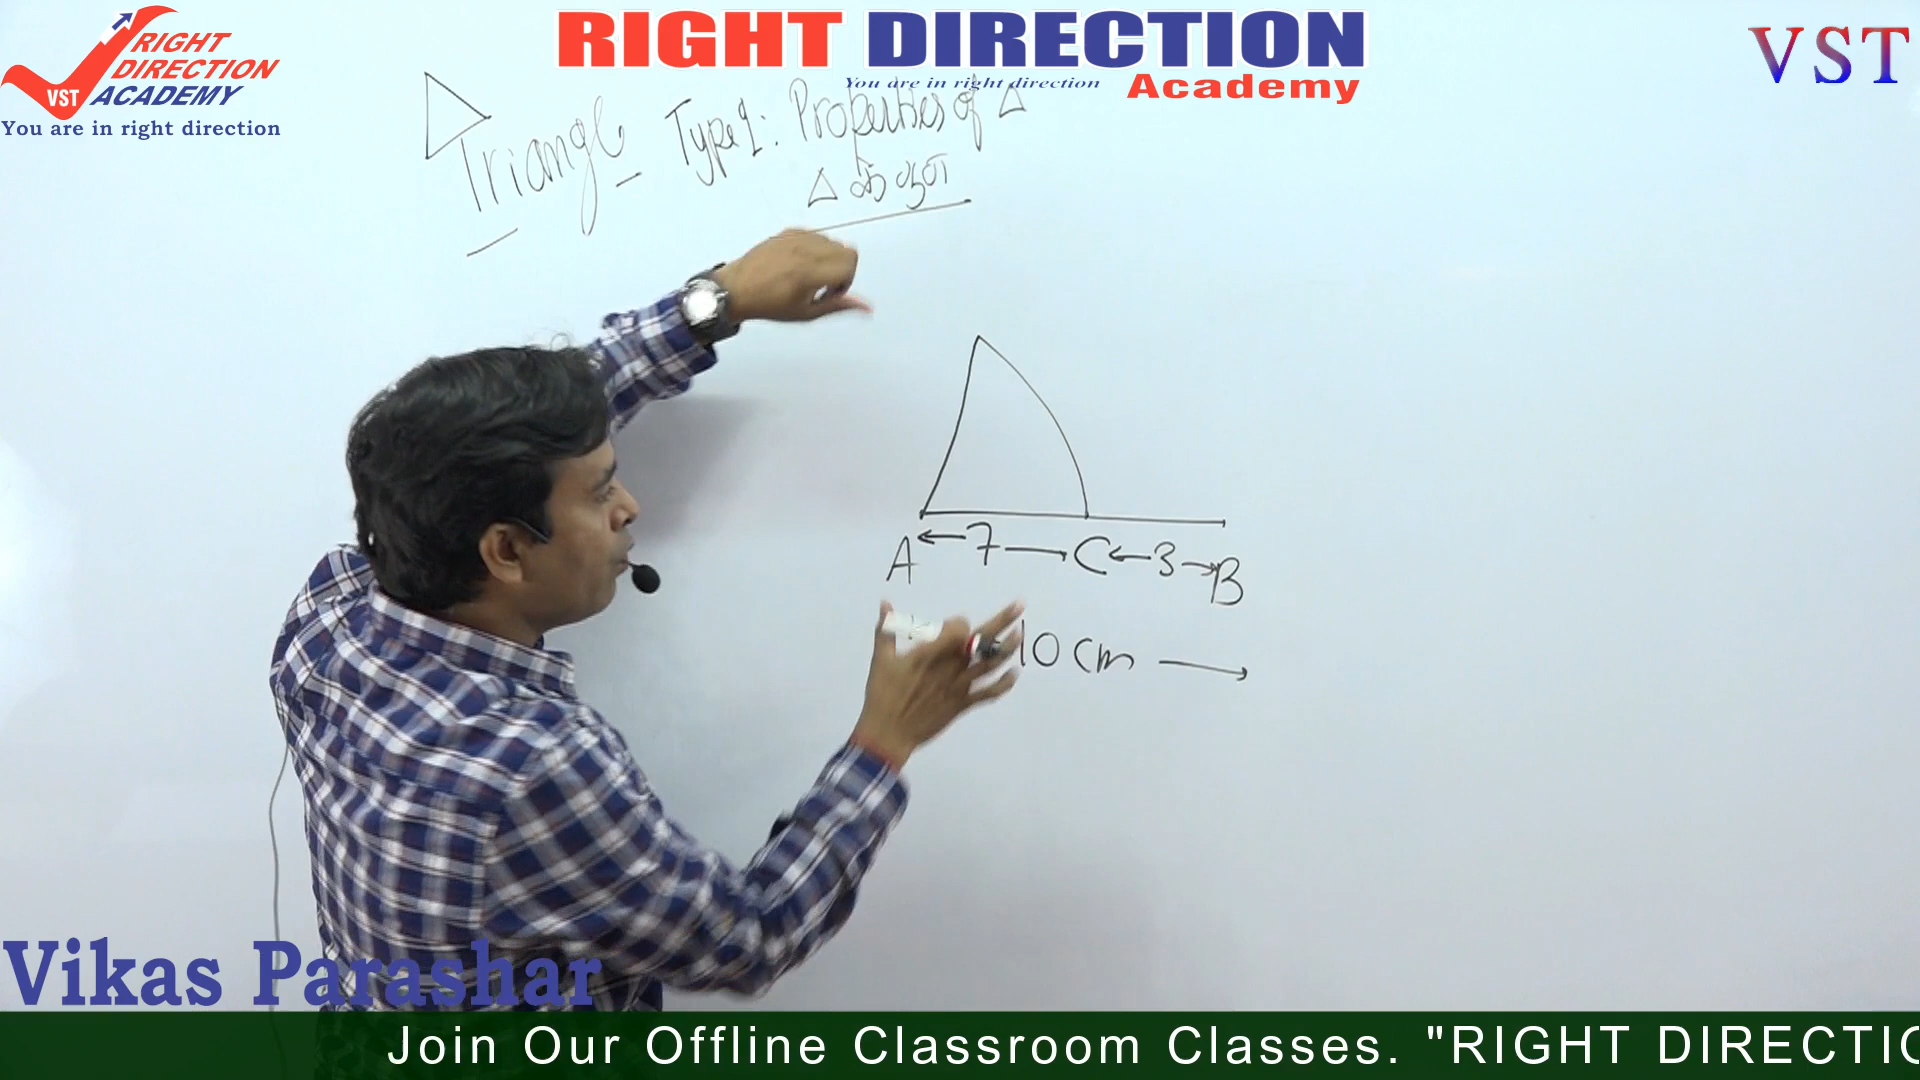 RIGHT
DIRECTION
ACADEMY
VST
You are in right direction
RIGHT DIRECTION
You are in right direction
Academy
VST
Triangle Type 1: Properties of Δ
Δ के गुण
A ← 7 → C ← 3 → B
10 cm →
Vikas Parashar
Join Our Offline Classroom Classes. "RIGHT DIRECTIO